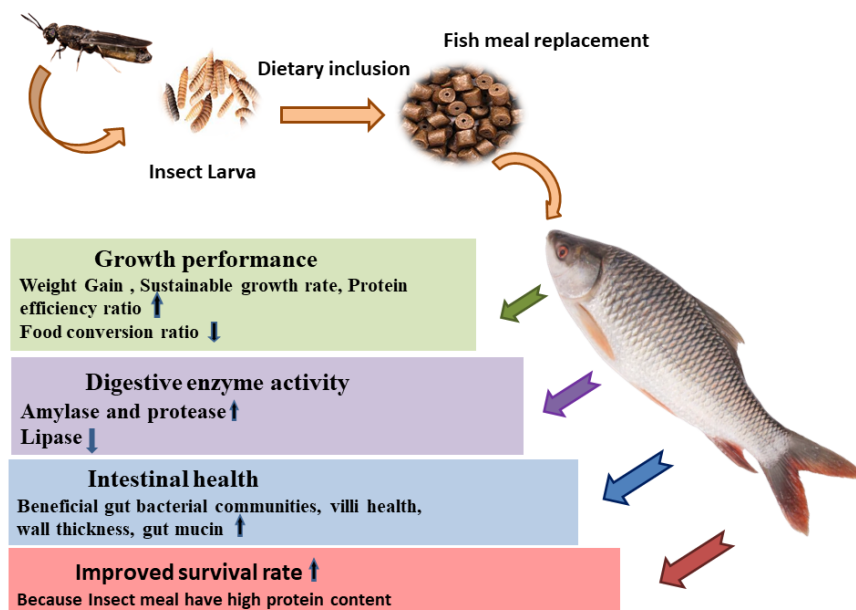 Fish meal replacement
Dietary inclusion
Insect Larva
Growth performance
Weight Gain , Sustainable growth rate, Protein
efficiency ratio
Food conversion ratio
Digestive enzyme activity
Amylase and protease
Lipase
Intestinal health
Beneficial gut bacterial communities, villi health,
wall thickness, gut mucin
Improved survival rate
Because Insect meal have high protein content